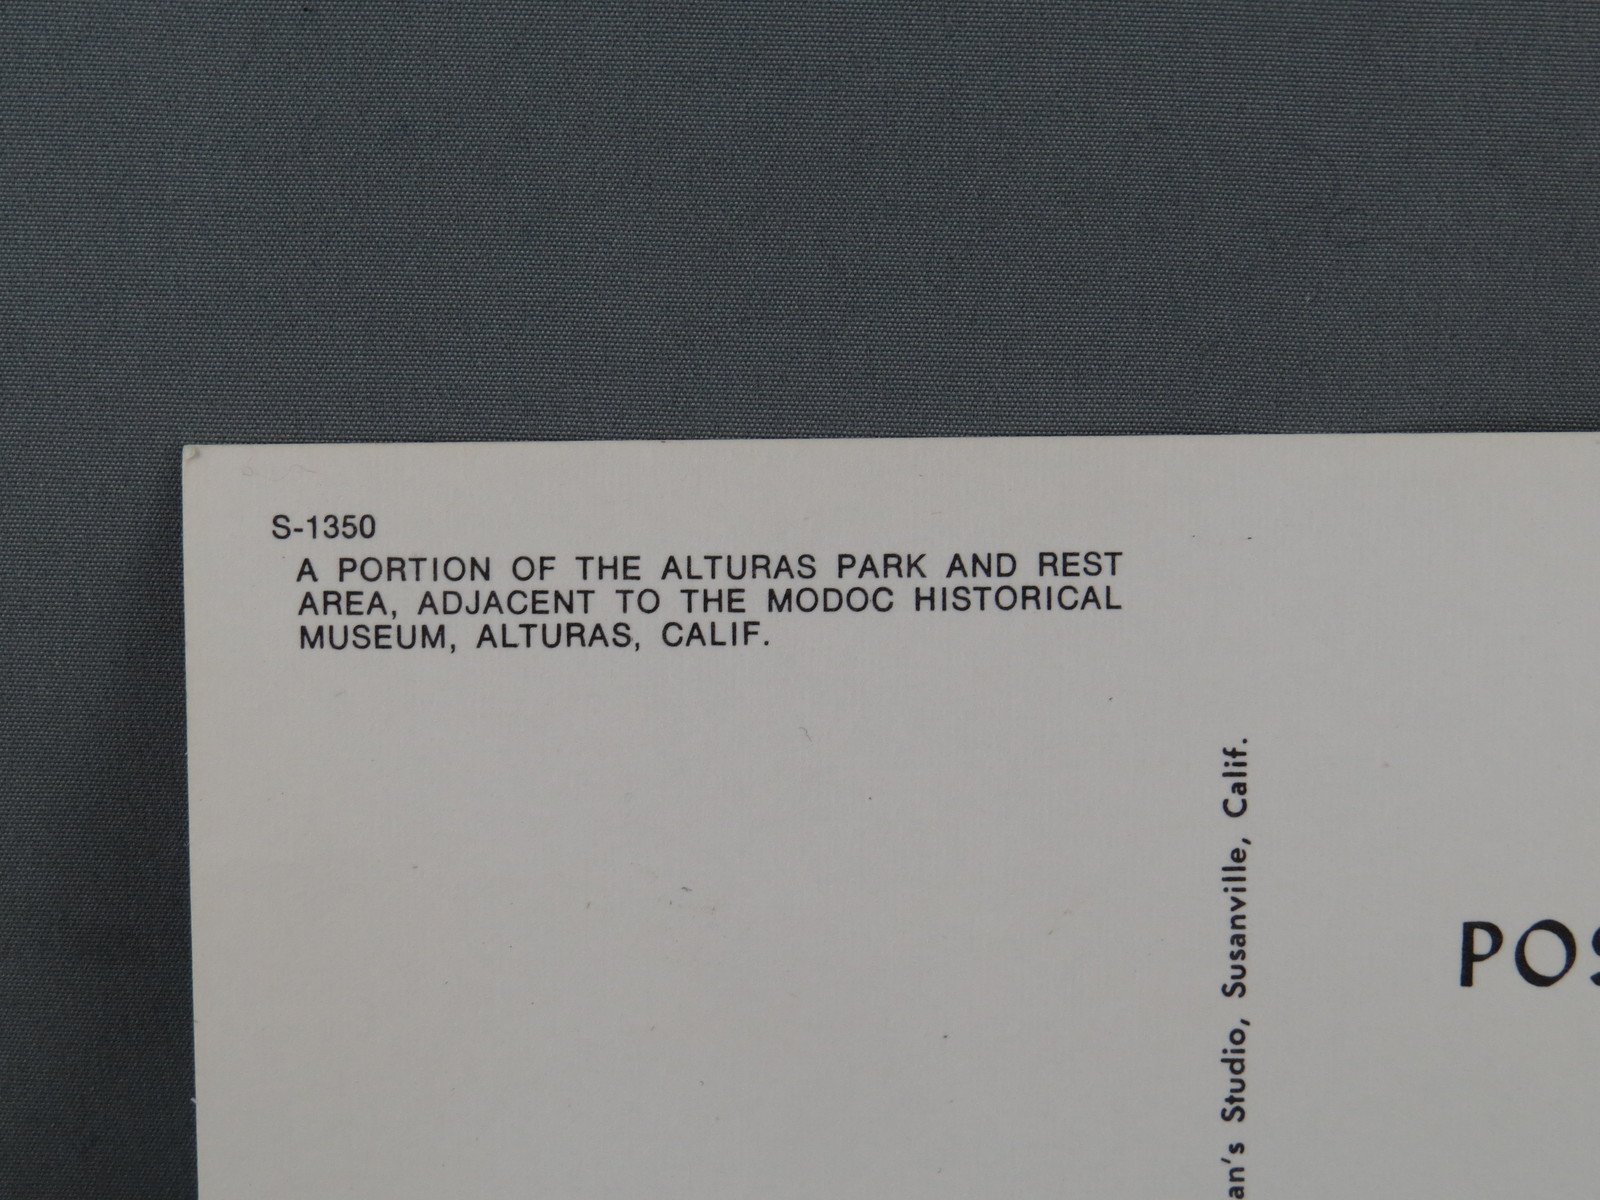 S-1350
A PORTION OF THE ALTURAS PARK AND REST
AREA, ADJACENT TO THE MODOC HISTORICAL
MUSEUM, ALTURAS, CALIF.
an's Studio, Susanville, Calif.